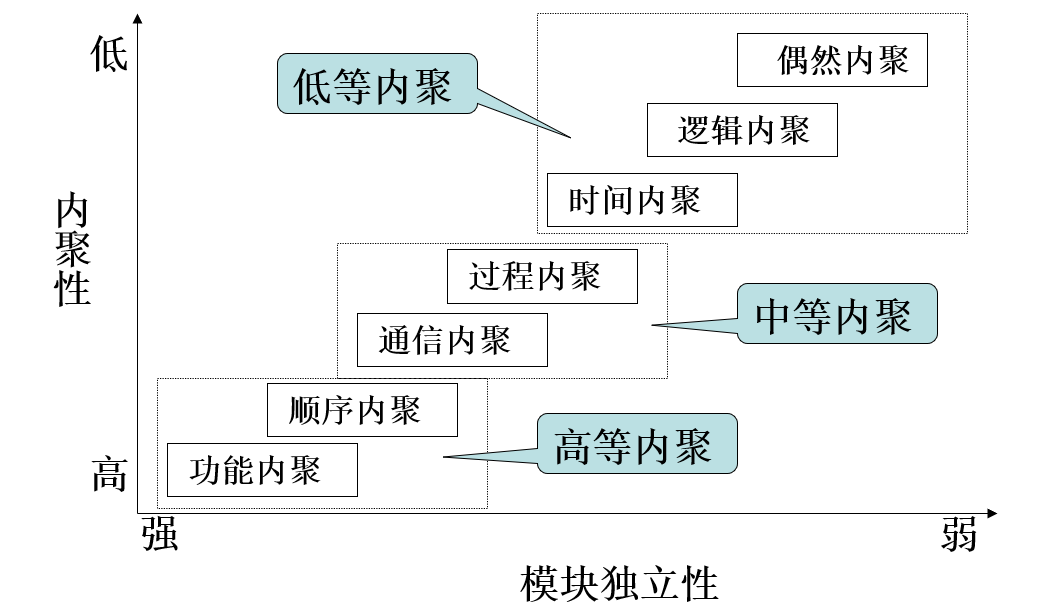 低
偶然内聚
低等内聚
逻辑内聚
时间内聚
内聚性
过程内聚
中等内聚
通信内聚
顺序内聚
高等内聚
功能内聚
高
强
弱
模块独立性